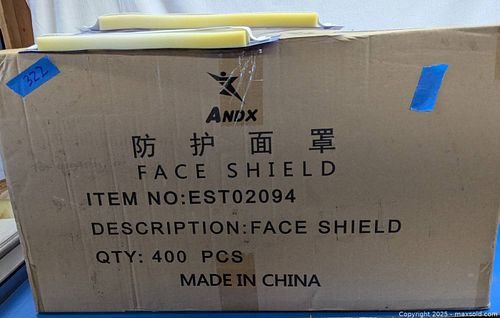 322
ANDX
防护面罩
FACE SHIELD
ITEM NO:EST02094
DESCRIPTION:FACE SHIELD
QTY: 400 PCS
MADE IN CHINA
Copyright 2025 - maxsold.com